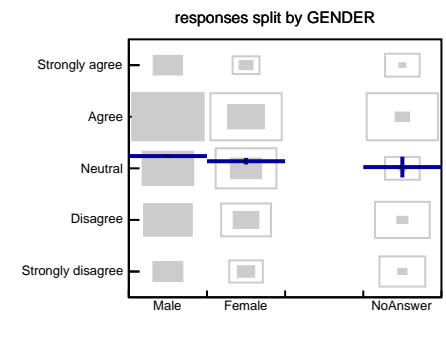 responses split by GENDER
Strongly agree
Agree
Neutral
Disagree
Strongly disagree
Male
Female
NoAnswer